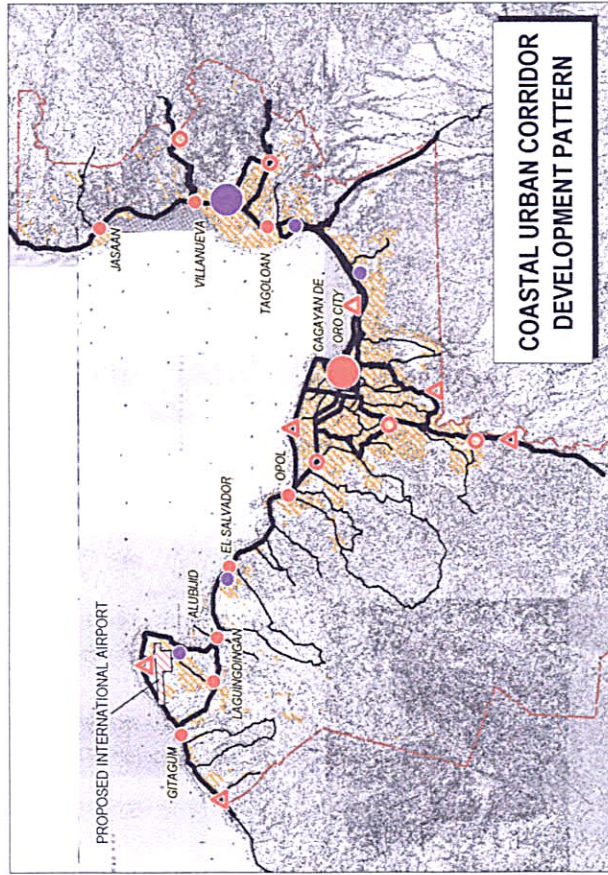 PROPOSED INTERNATIONAL AIRPORT
GITAGUM
LAGUINGDINGAN
ALUBIJID
EL SALVADOR
OPOL
CAGAYAN DE
ORO CITY
TAGOLOAN
VILLANUEVA
JASAAN
COASTAL URBAN CORRIDOR
DEVELOPMENT PATTERN